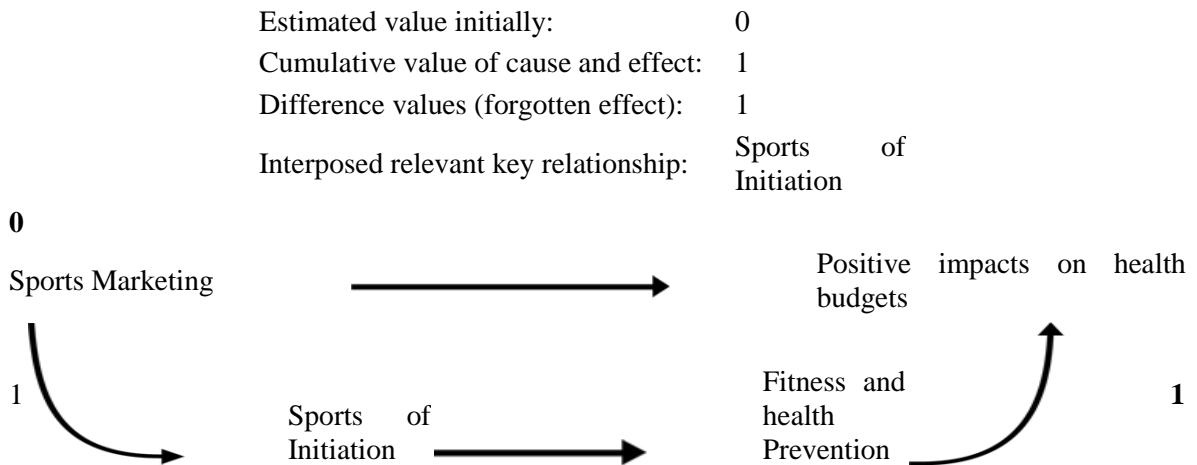 Estimated value initially: 0
Cumulative value of cause and effect: 1
Difference values (forgotten effect): 1
Interposed relevant key relationship: Sports of
Initiation
0
Sports Marketing
Positive impacts on health
budgets
1
Sports of
Initiation
Fitness and
health
Prevention
1